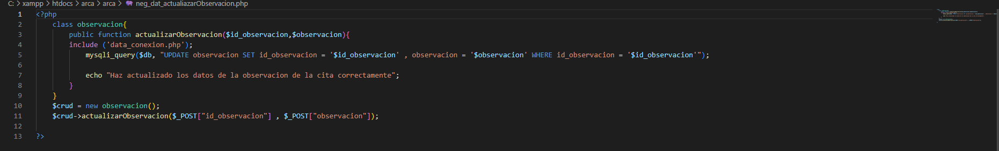 C: > xampp > htdocs > arca > arca > neg_dat_actualiazarObservacion.php
1 <?php
2 class observacion{
3 public function actualizarObservacion($id_observacion,$observacion){
4 include ('data_conexion.php');
5 mysqli_query($db, "UPDATE observacion SET id_observacion = '$id_observacion' , observacion = '$observacion' WHERE id_observacion = '$id_observacion'");
6
7 echo "Haz actualizado los datos de la observacion de la cita correctamente";
8 }
9 }
10 $crud = new observacion();
11 $crud->actualizarObservacion($_POST["id_observacion"] , $_POST["observacion"]);
12
13 ?>